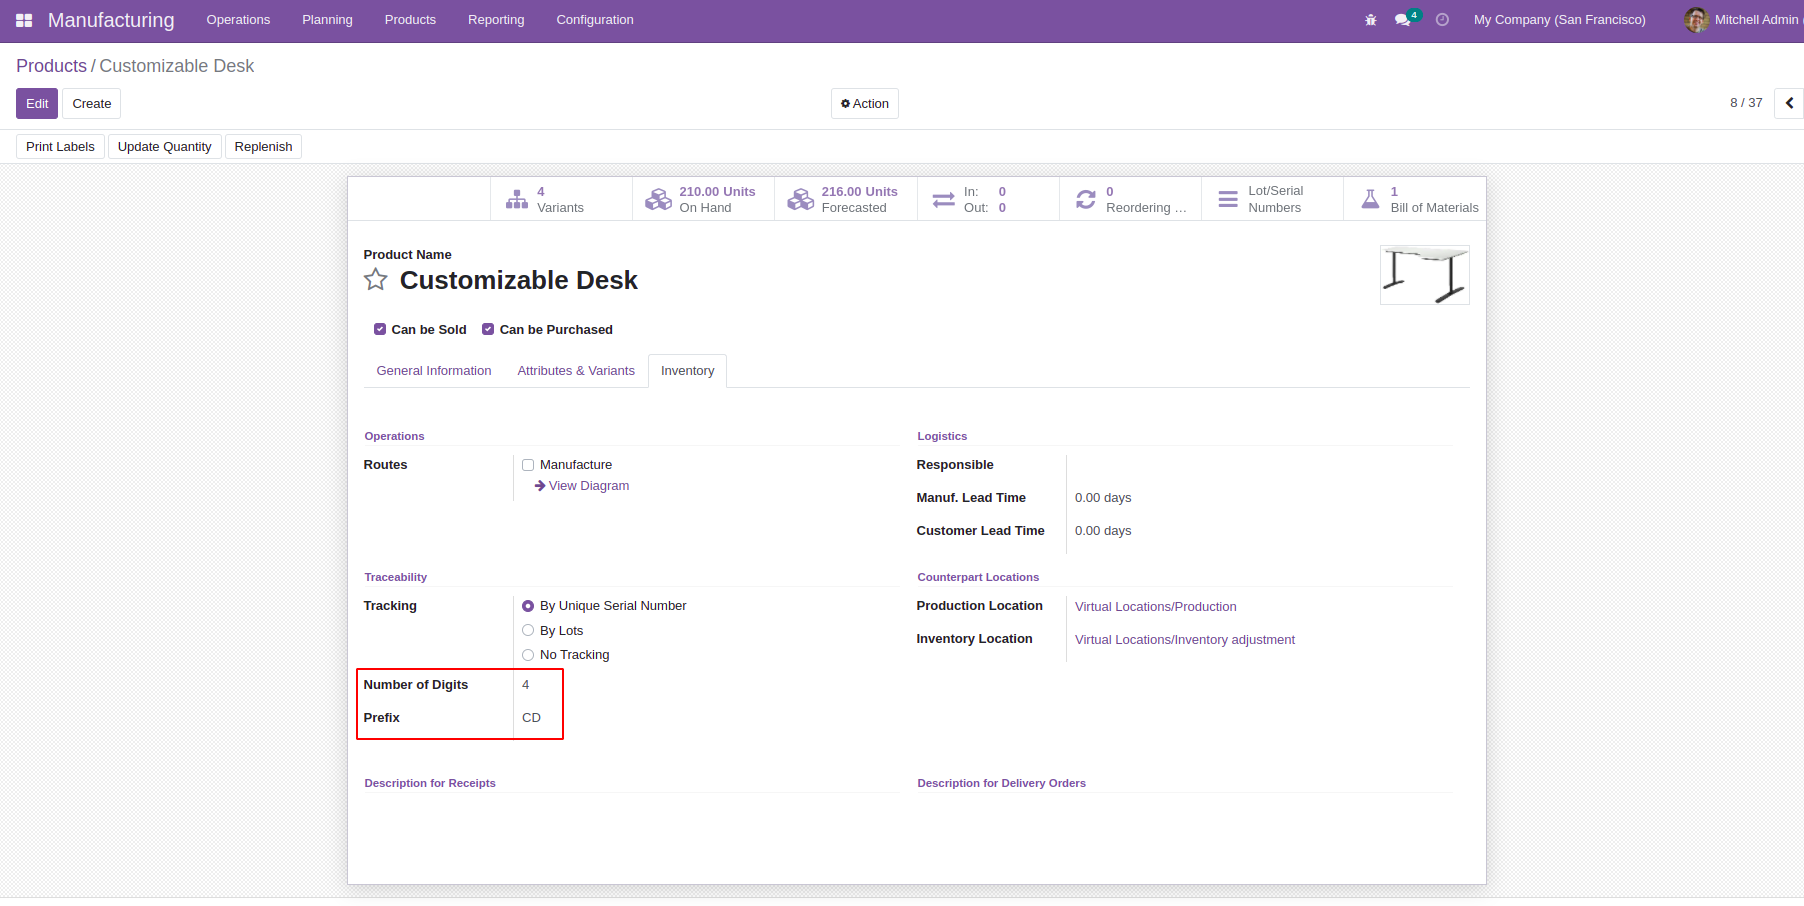 Manufacturing Operations Planning Products Reporting Configuration 4 My Company (San Francisco) Mitchell Admin (
Products / Customizable Desk
Edit Create Action 8 / 37
Print Labels Update Quantity Replenish
4 Variants
210.00 Units On Hand
216.00 Units Forecasted
In: 0
Out: 0
0 Reordering ...
Lot/Serial Numbers
1 Bill of Materials
Product Name
Customizable Desk
Can be Sold Can be Purchased
General Information Attributes & Variants Inventory
Operations
Routes Manufacture
View Diagram
Logistics
Responsible
Manuf. Lead Time 0.00 days
Customer Lead Time 0.00 days
Traceability
Tracking By Unique Serial Number
By Lots
No Tracking
Number of Digits 4
Prefix CD
Counterpart Locations
Production Location Virtual Locations/Production
Inventory Location Virtual Locations/Inventory adjustment
Description for Receipts
Description for Delivery Orders